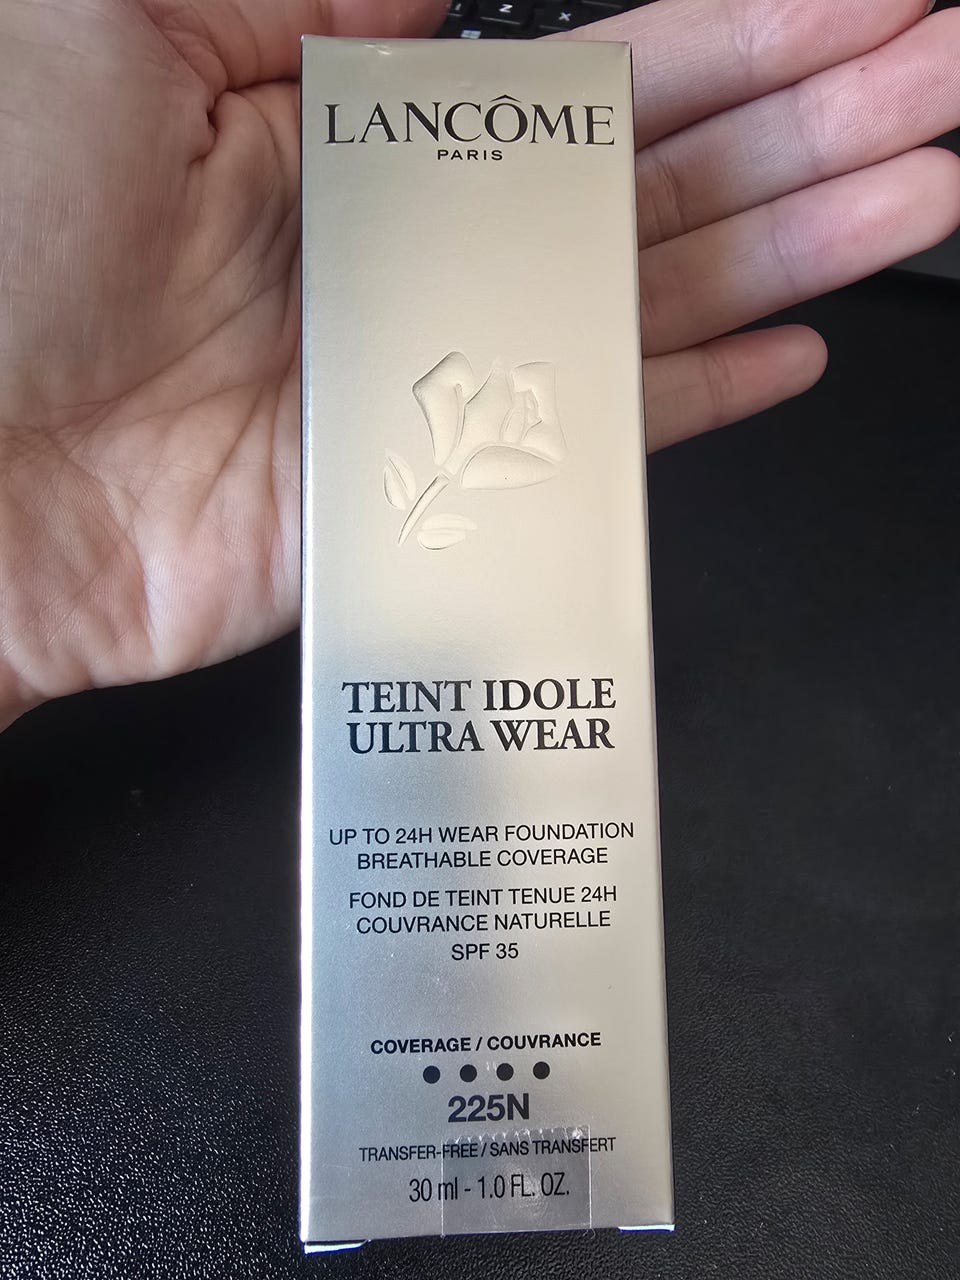 Z X
LANCÔME
PARIS
TEINT IDOLE
ULTRA WEAR
UP TO 24H WEAR FOUNDATION
BREATHABLE COVERAGE
FOND DE TEINT TENUE 24H
COUVRANCE NATURELLE
SPF 35
COVERAGE / COUVRANCE
225N
TRANSFER-FREE / SANS TRANSFERT
30 ml - 1.0 FL. OZ.